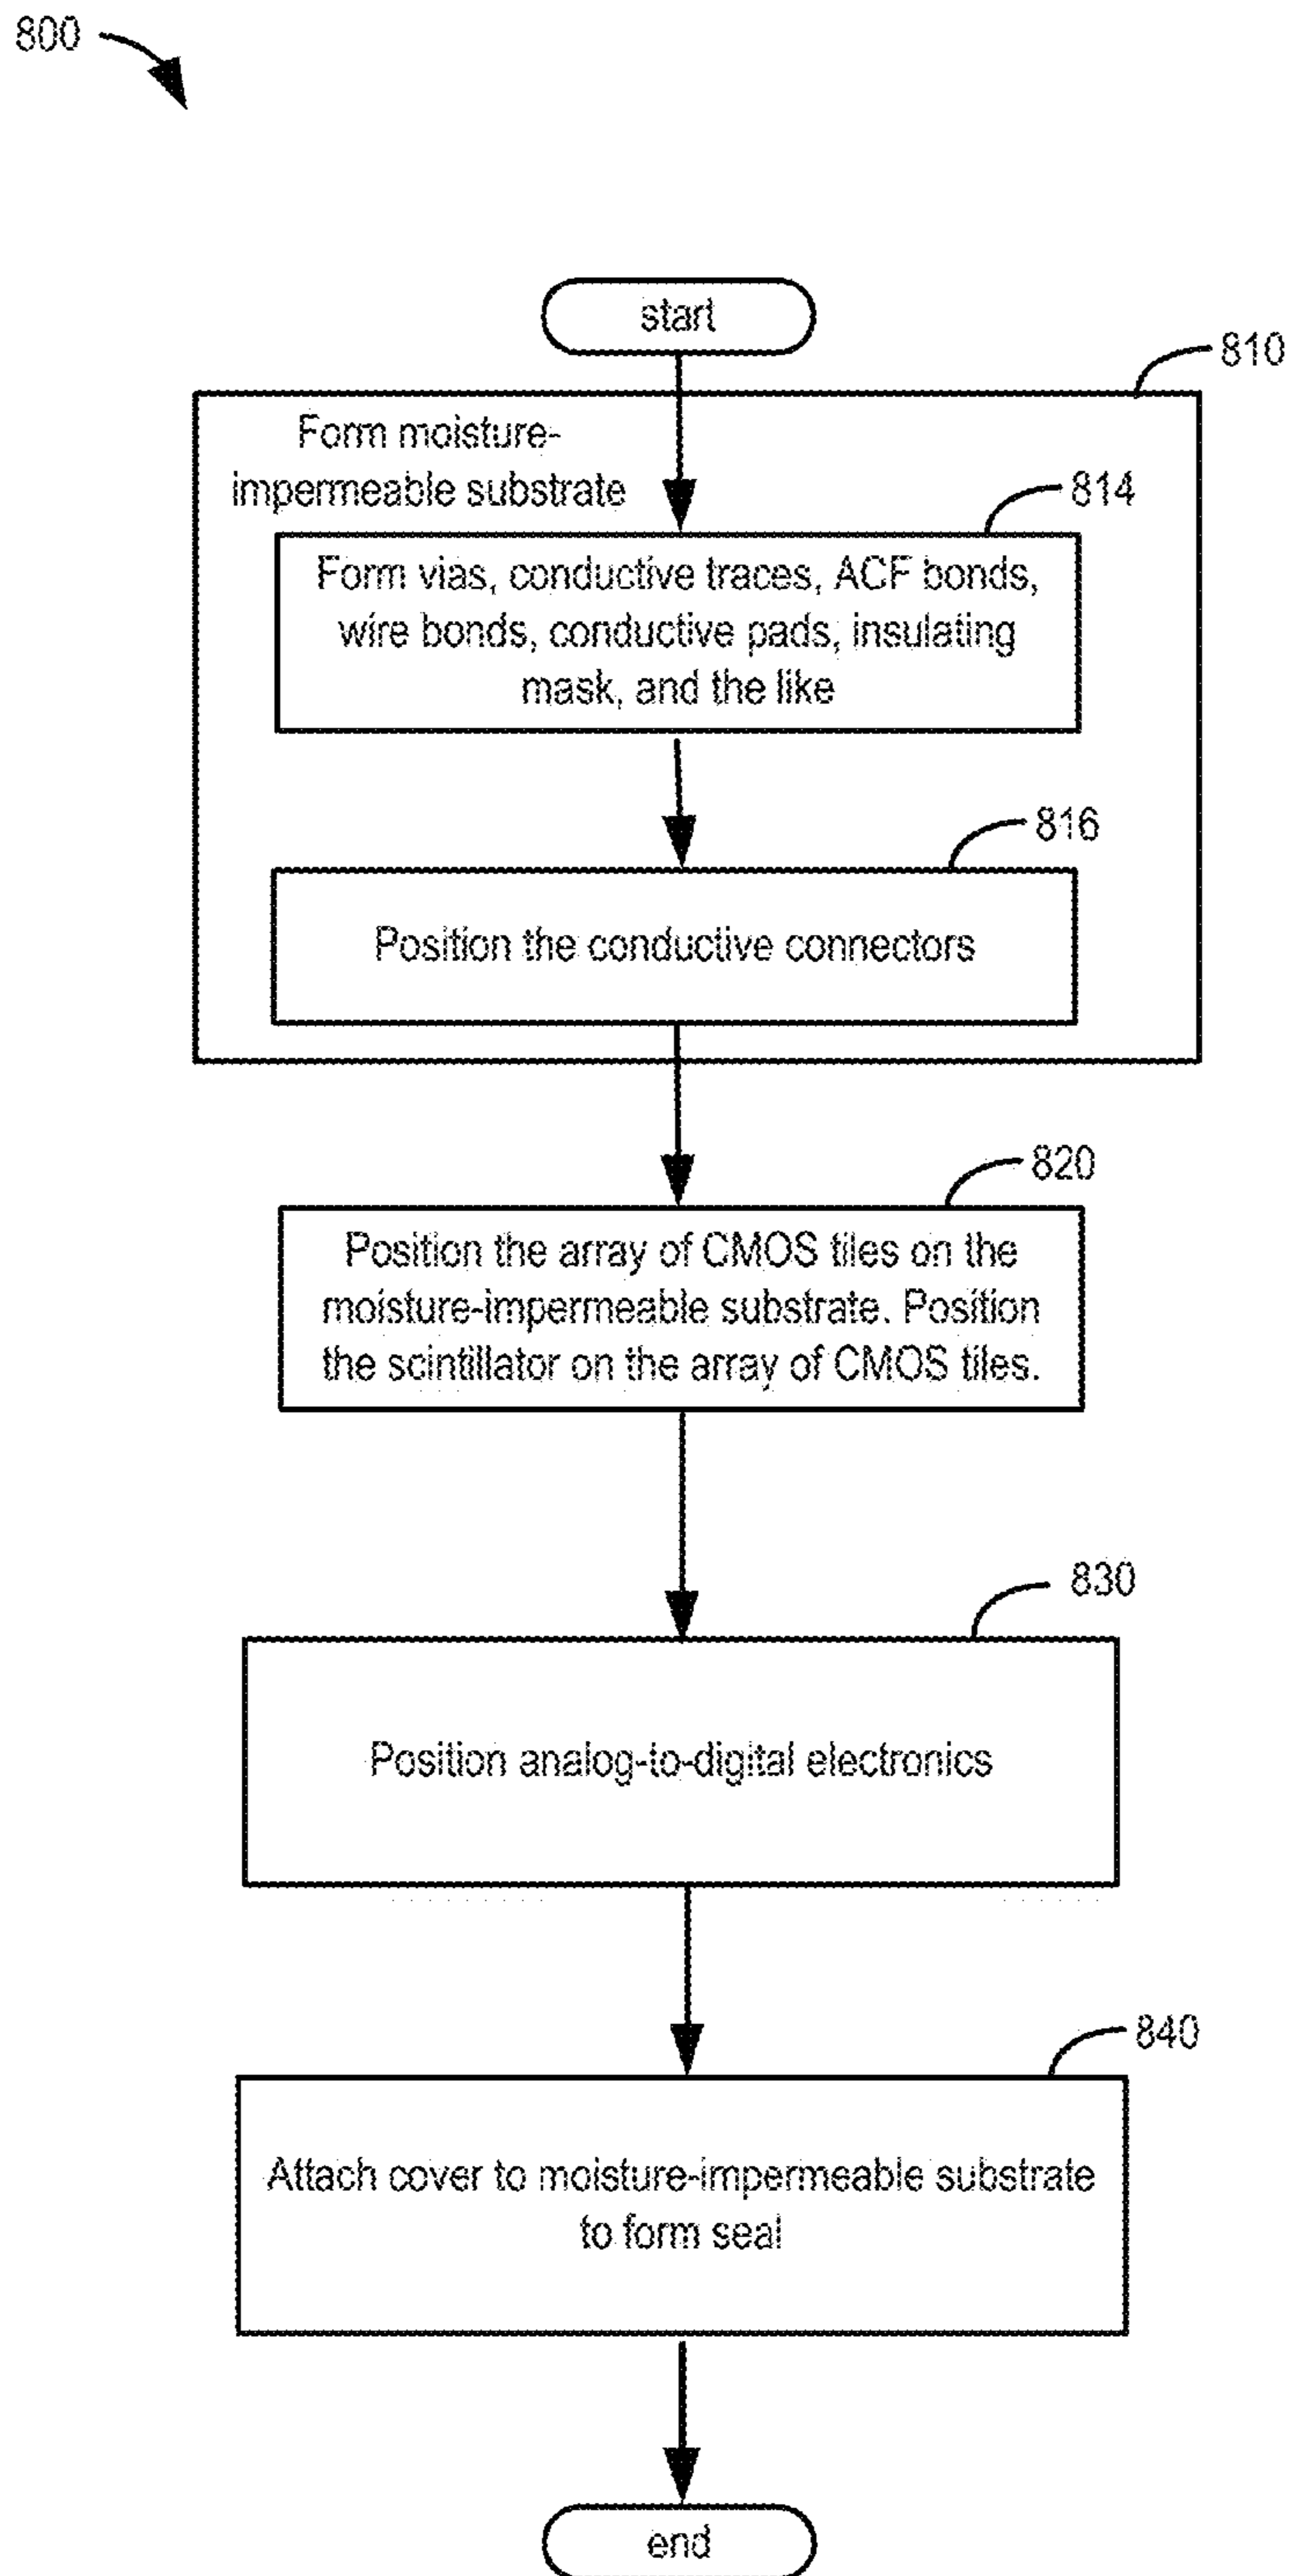 800
start
810
Form moisture-
impermeable substrate
814
Form vias, conductive traces, ACF bonds,
wire bonds, conductive pads, insulating
mask, and the like
816
Position the conductive connectors
820
Position the array of CMOS tiles on the
moisture-impermeable substrate. Position
the scintillator on the array of CMOS tiles.
830
Position analog-to-digital electronics
840
Attach cover to moisture-impermeable substrate
to form seal
end